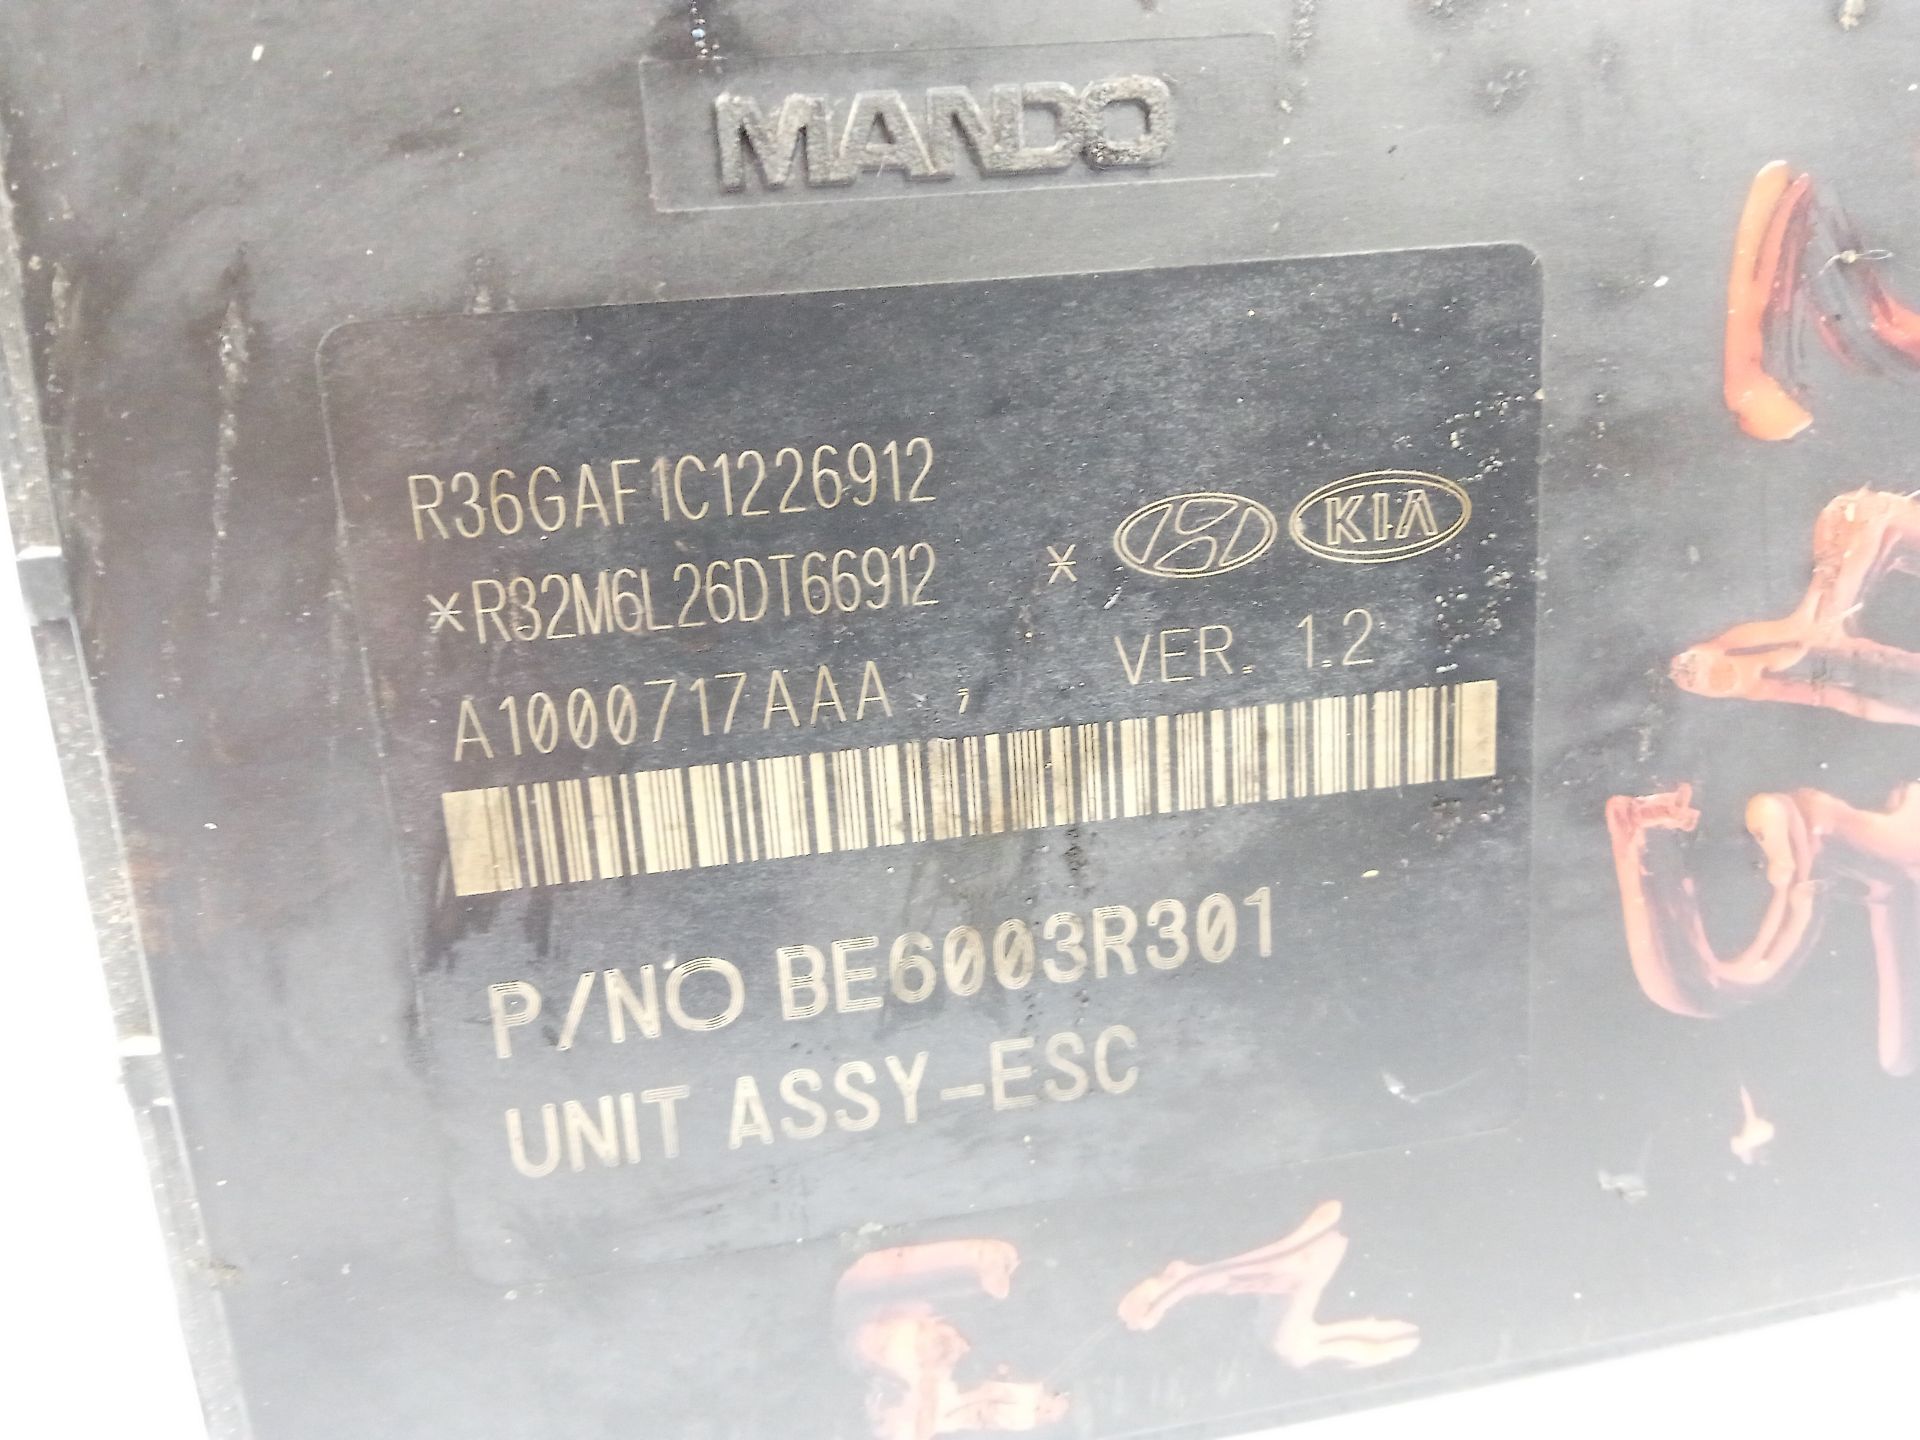 MANDO
R36GAF1C1226912
*R32M6L26DT66912 *
KIA
A1000717AAA , VER. 1.2
P/NO BE6003R301
UNIT ASSY-ESC